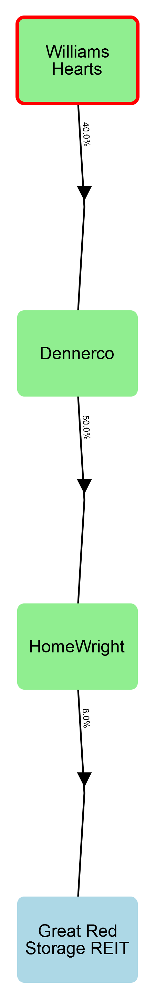 Williams
Hearts
40.0%
Dennerco
50.0%
HomeWright
8.0%
Great Red
Storage REIT